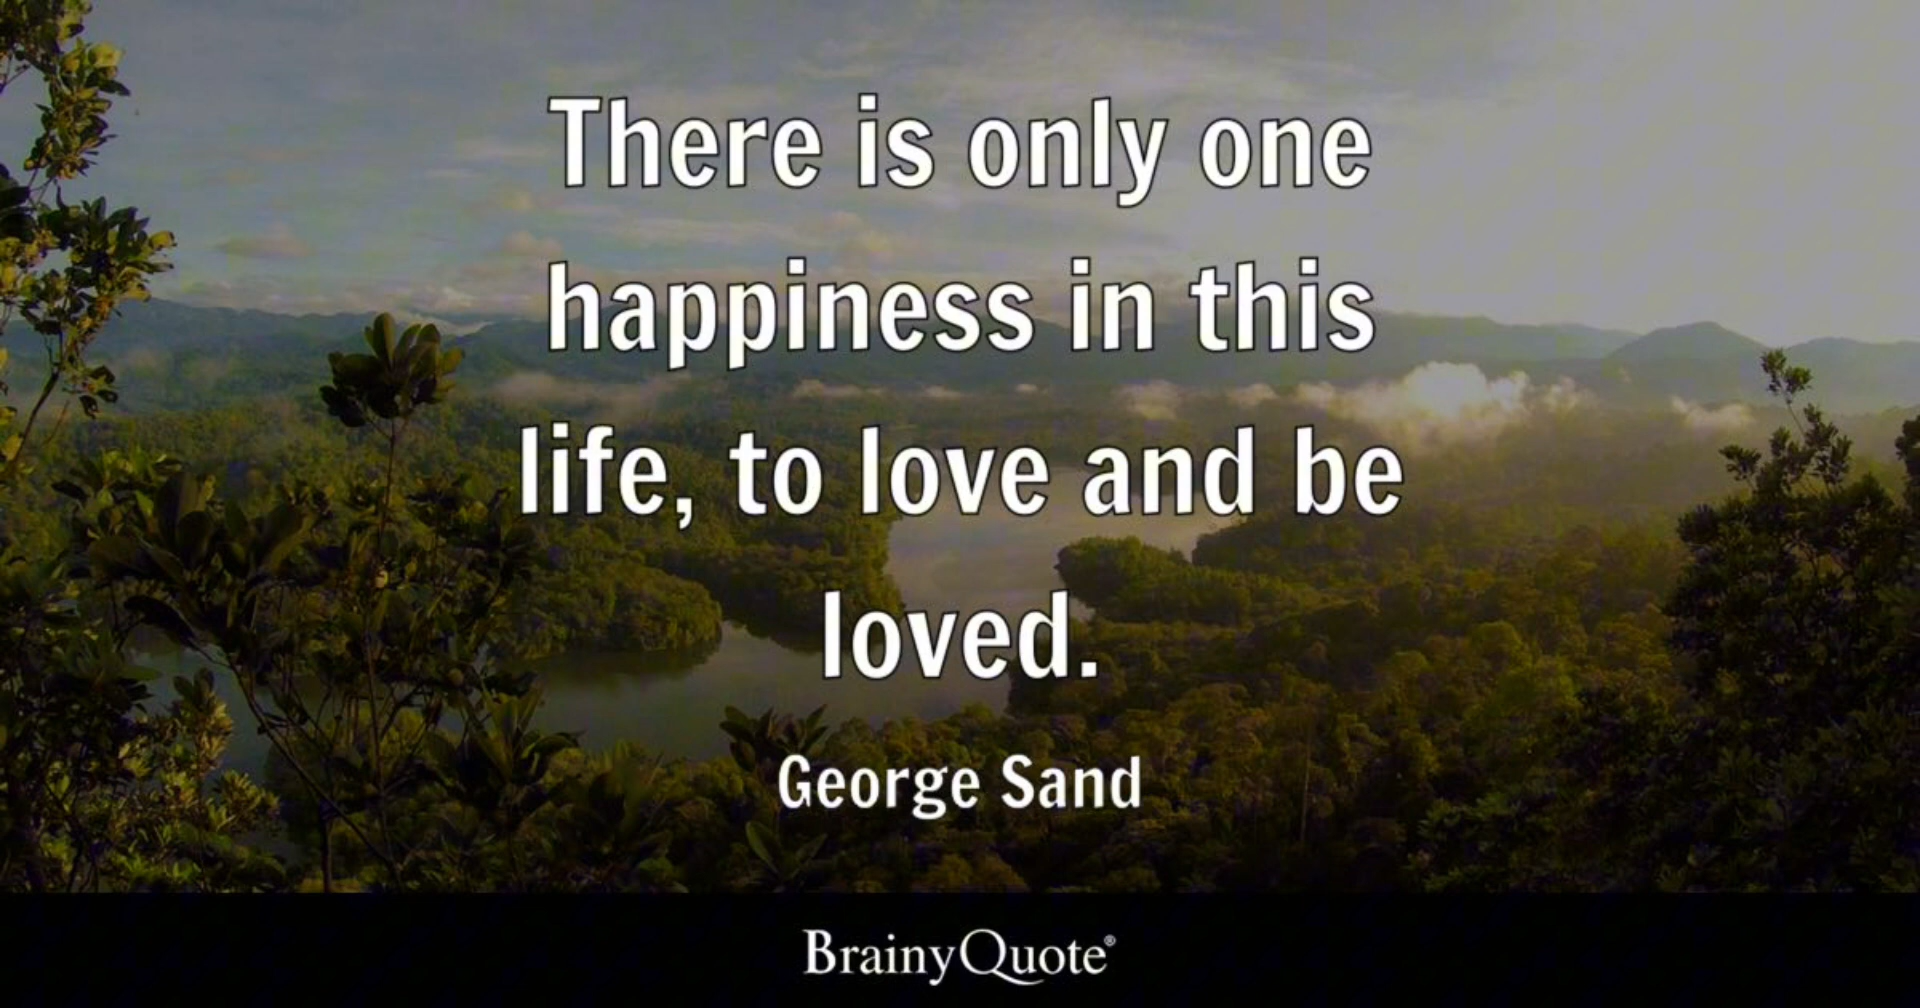 There is only one
happiness in this
life, to love and be
loved.
George Sand
BrainyQuote®